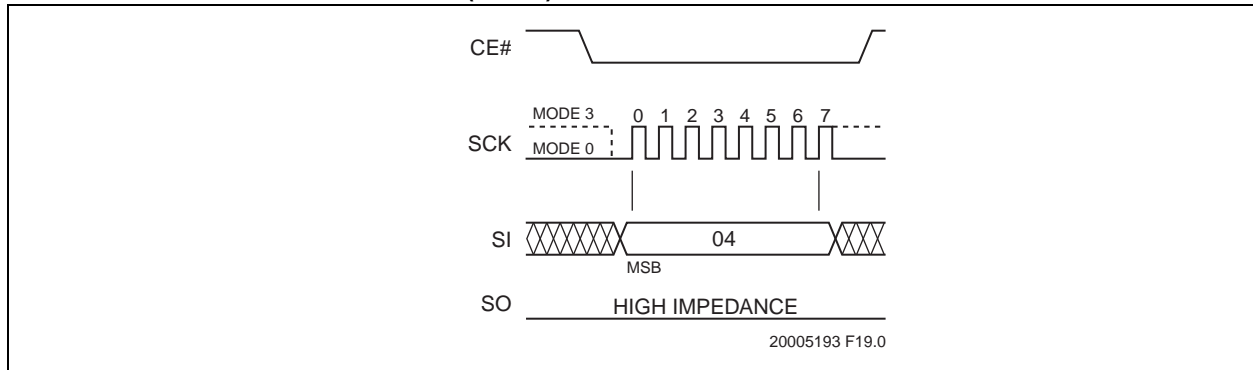 CE#
MODE 3
0 1 2 3 4 5 6 7
SCK
MODE 0
SI
04
MSB
SO
HIGH IMPEDANCE
20005193 F19.0